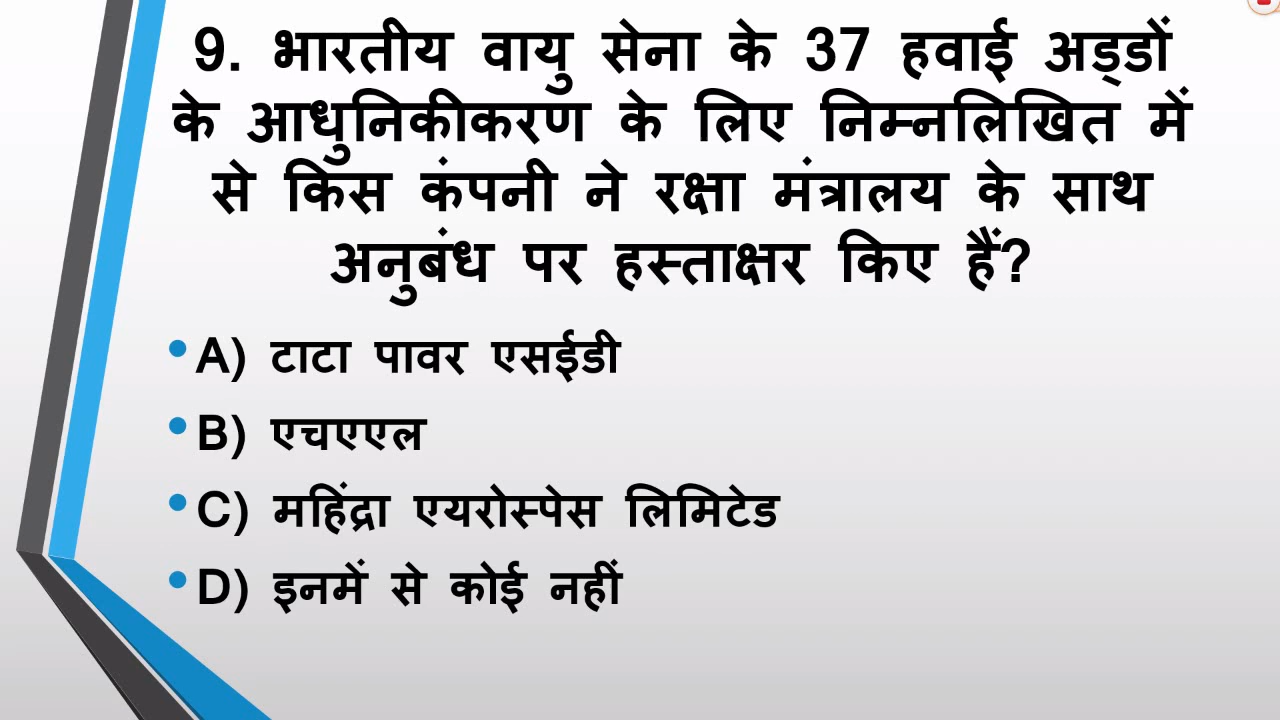 9. भारतीय वायु सेना के 37 हवाई अड्डों
के आधुनिकीकरण के लिए निम्नलिखित में
से किस कंपनी ने रक्षा मंत्रालय के साथ
अनुबंध पर हस्ताक्षर किए हैं?
• A) टाटा पावर एसईडी
• B) एचएएल
• C) महिंद्रा एयरोस्पेस लिमिटेड
• D) इनमें से कोई नहीं